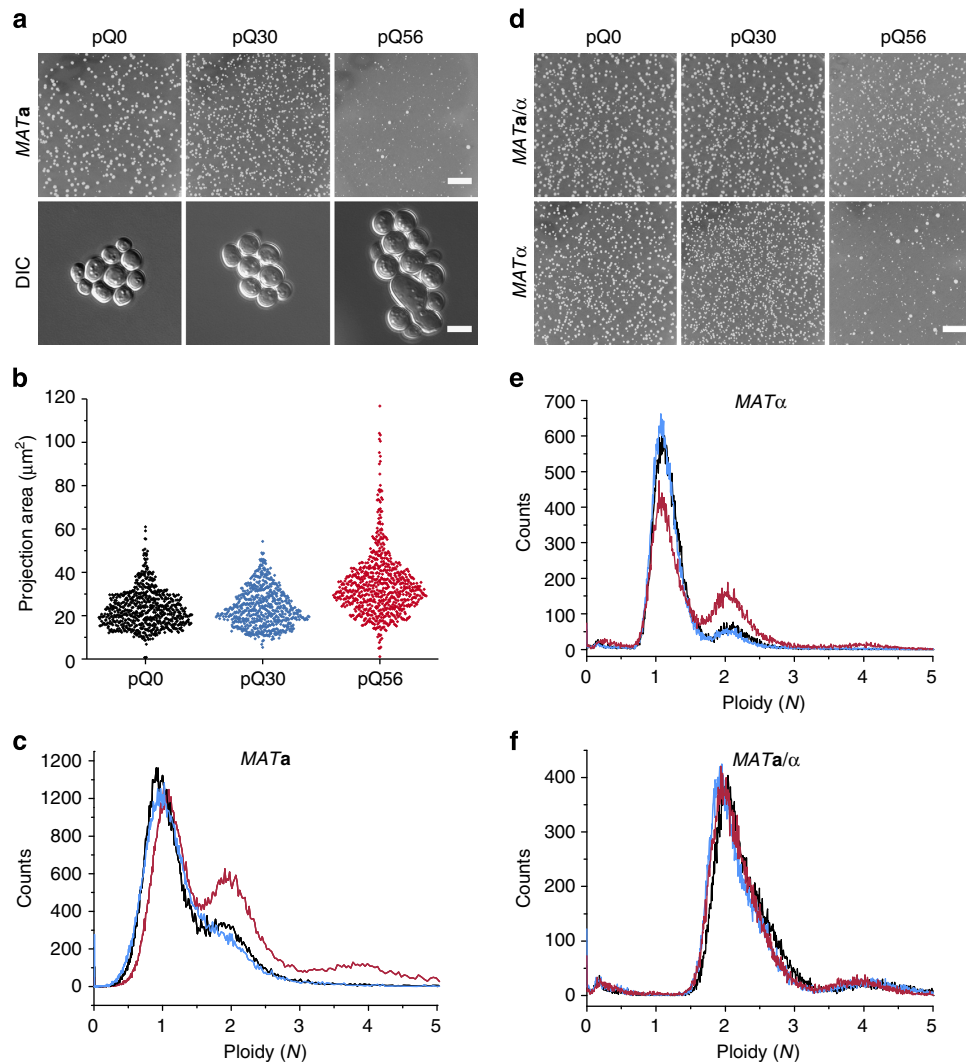 a
pQ0 pQ30 pQ56
MATa
DIC
b
Projection area (μm²)
120
100
80
60
40
20
0
pQ0 pQ30 pQ56
c
MATa
Counts
1200
1200
1000
800
600
400
200
0
0 1 2 3 4 5
Ploidy (N)
d
pQ0 pQ30 pQ56
MATa/α
MATα
e
MATα
Counts
700
600
500
400
300
200
100
0
0 1 2 3 4 5
Ploidy (N)
f
MATa/α
Counts
400
300
200
100
0
0 1 2 3 4 5
Ploidy (N)